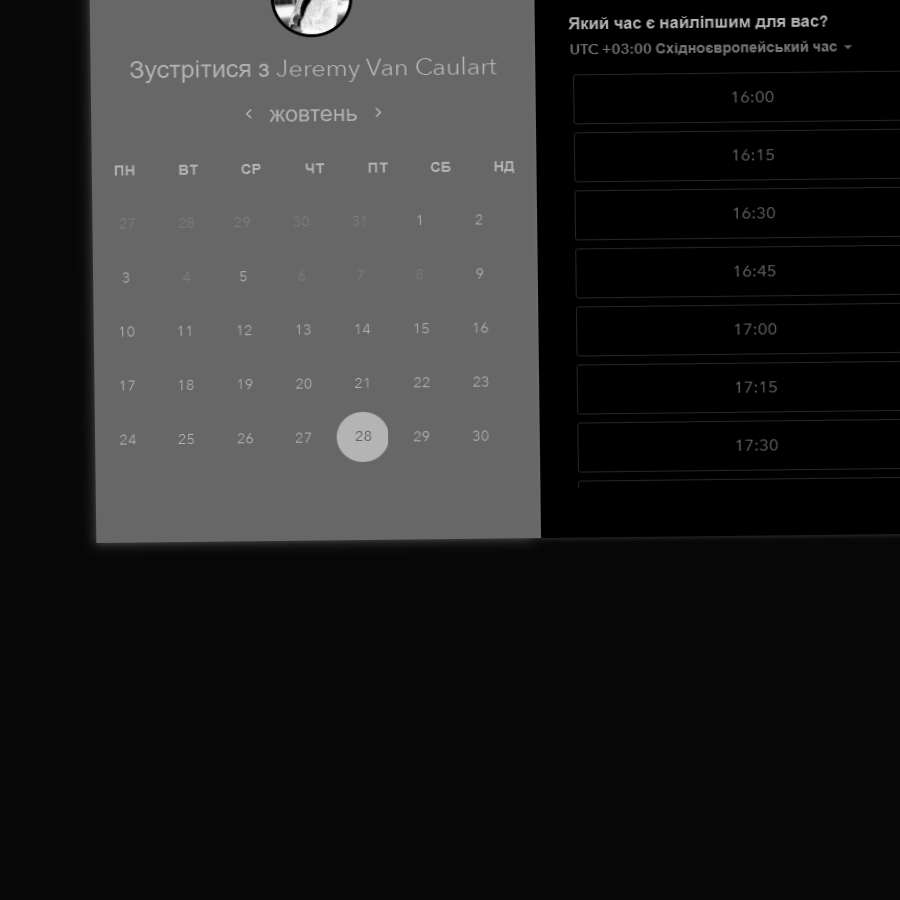 Зустрітися з Jeremy Van Caulart
жовтень
ПН ВТ СР ЧТ ПТ СБ НД
27 28 29 30 31 1 2
3 4 5 6 7 8 9
10 11 12 13 14 15 16
17 18 19 20 21 22 23
24 25 26 27 28 29 30
Який час є найліпшим для вас?
UTC +03:00 Східноєвропейський час
16:00
16:15
16:30
16:45
17:00
17:15
17:30